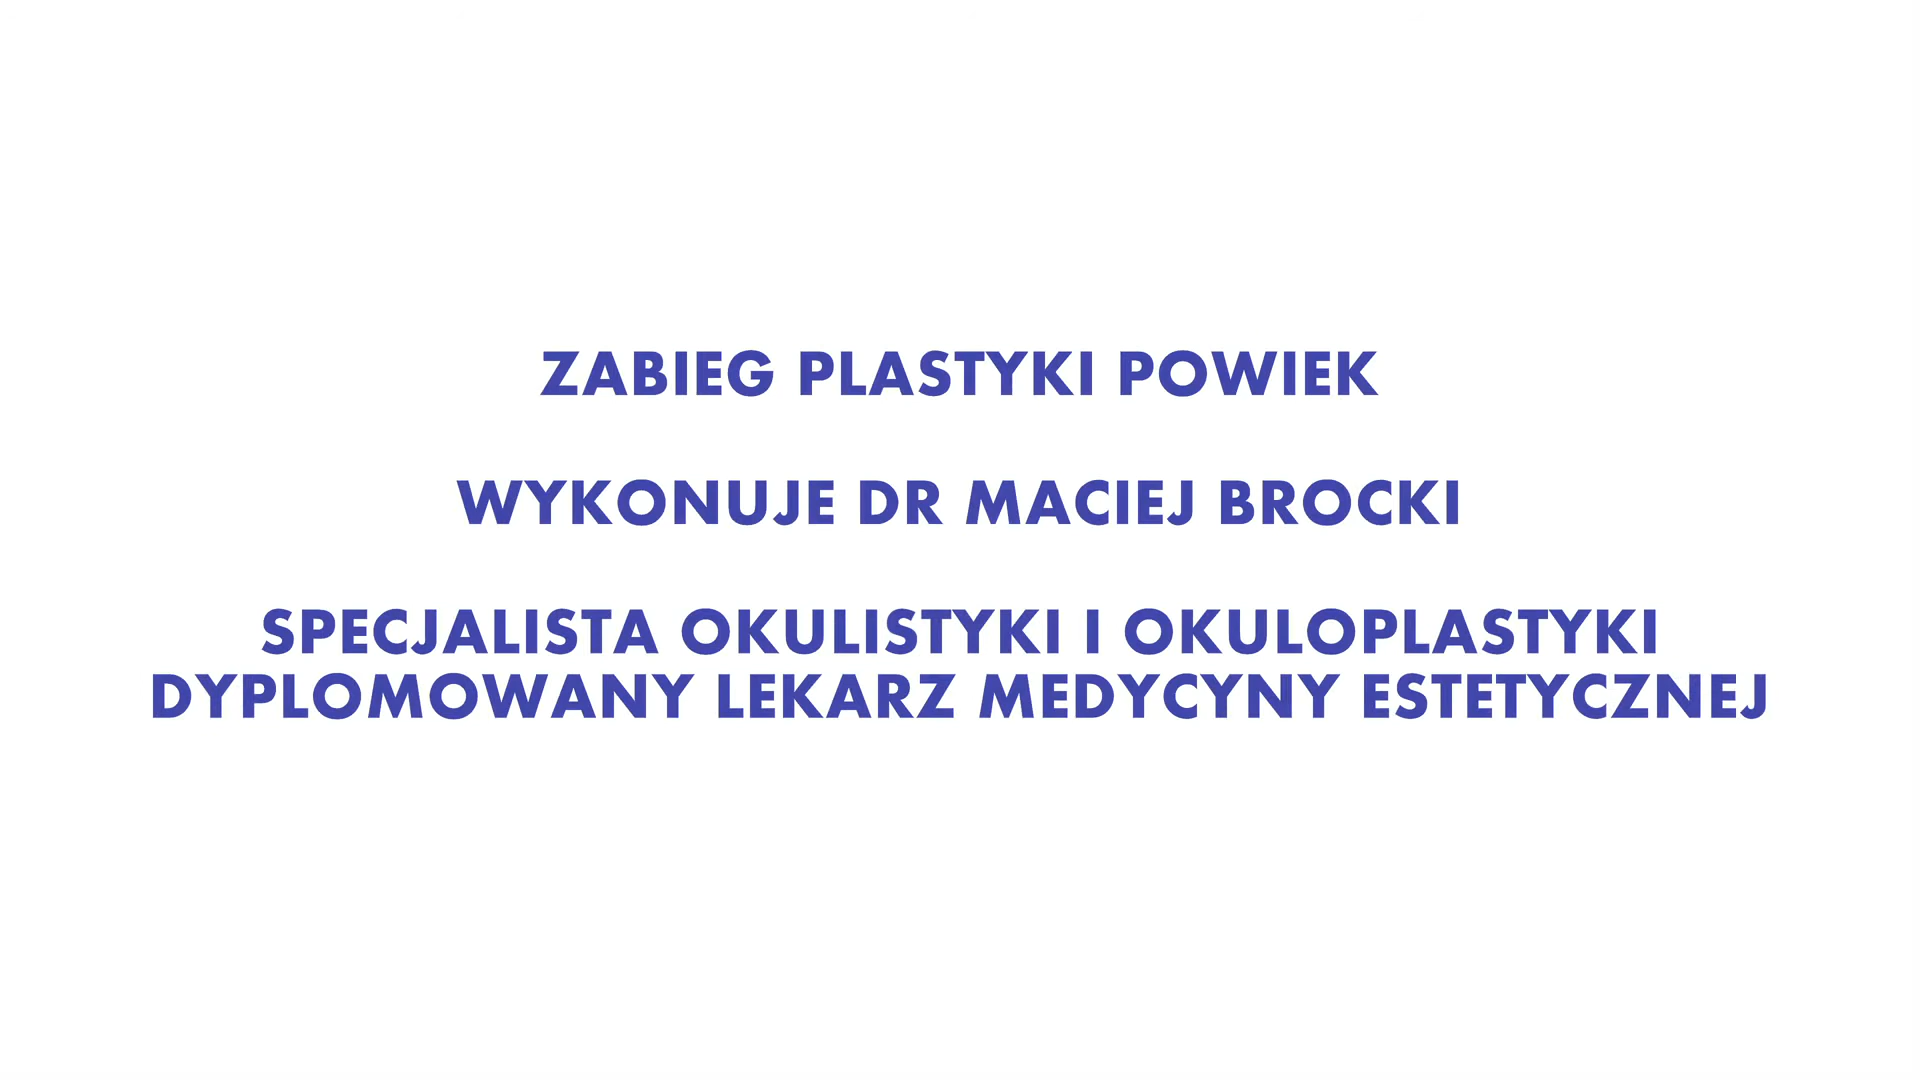 ZABIEG PLASTYKI POWIEK
WYKONUJE DR MACIEJ BROCKI
SPECJALISTA OKULISTYKI I OKULOPLASTYKI
DYPLOMOWANY LEKARZ MEDYCYNY ESTETYCZNEJ